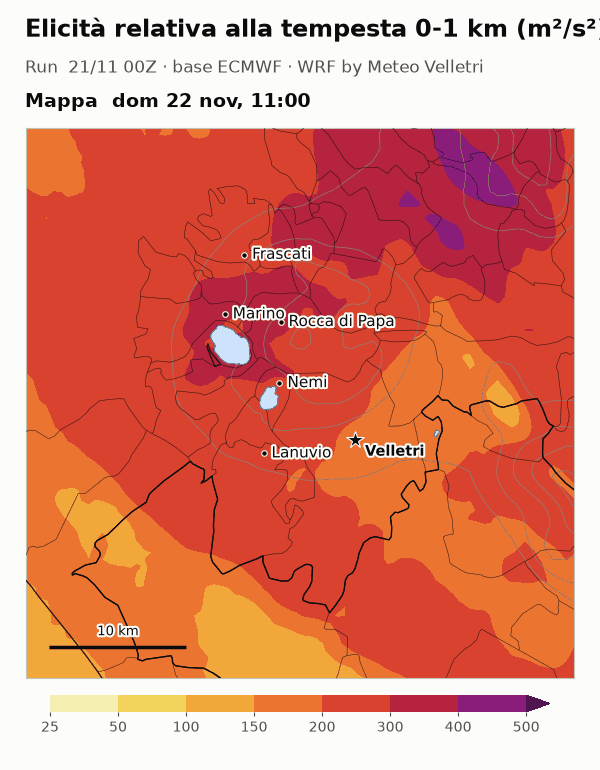 Elicità relativa alla tempesta 0-1 km (m²/s²)
Run 21/11 00Z · base ECMWF · WRF by Meteo Velletri
Mappa dom 22 nov, 11:00
Frascati
Marino
Rocca di Papa
Nemi
Lanuvio
Velletri
10 km
25 50 100 150 200 300 400 500